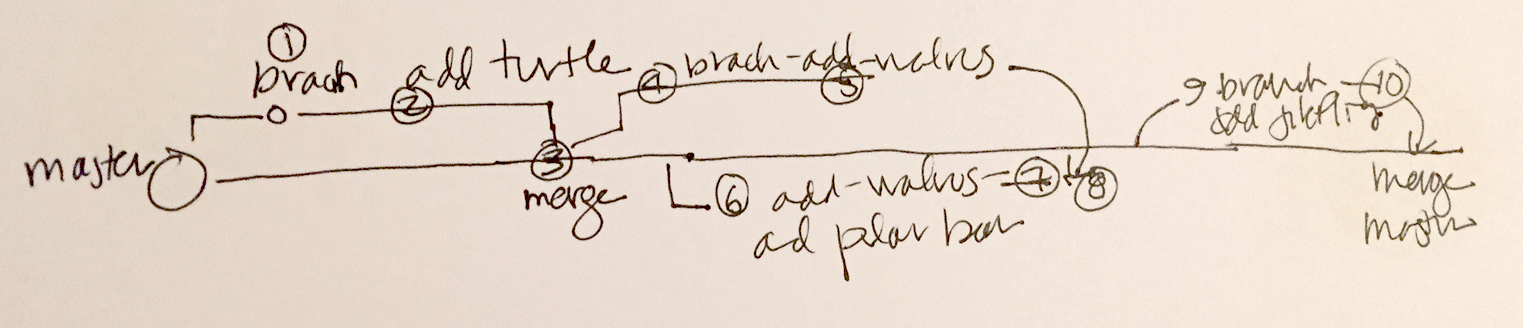 ① 
brach
② add turtle
④ brach-add-walrus
⑤
9 branch ⑩
add
master
③
merge
⑥ add-walrus ⑦ ⑧
ad polar bear
merge
master